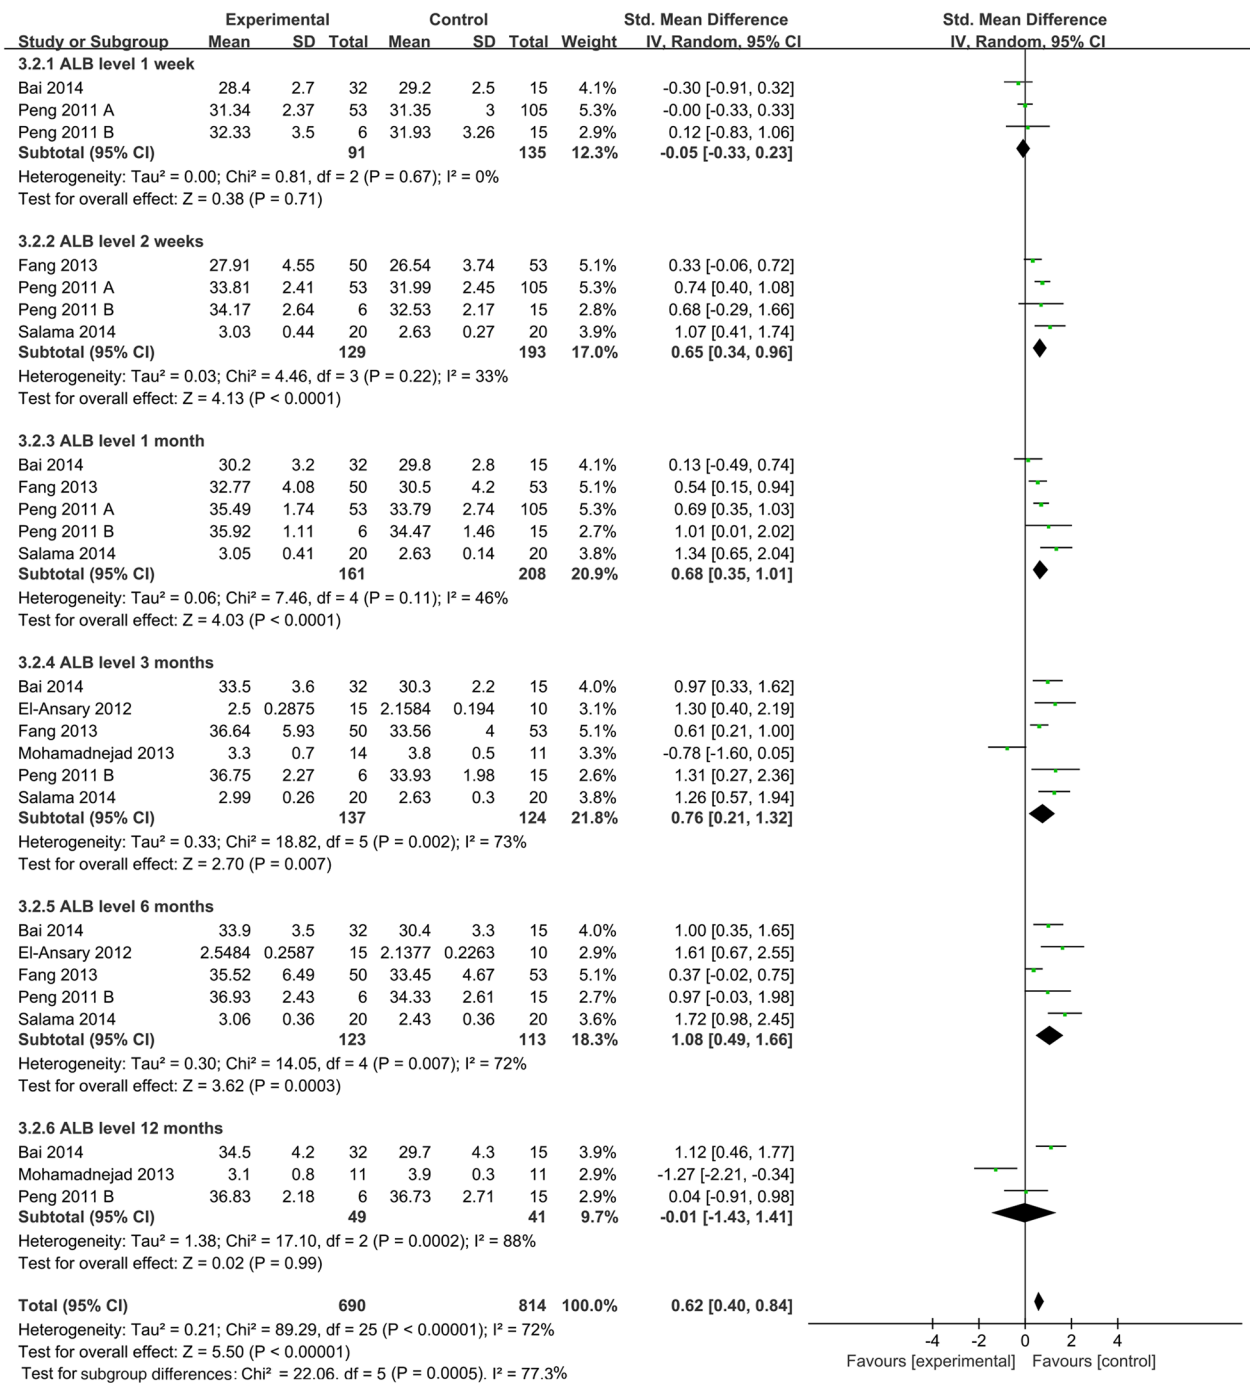 Experimental Control Std. Mean Difference Std. Mean Difference
Study or Subgroup Mean SD Total Mean SD Total Weight IV, Random, 95% CI IV, Random, 95% CI
3.2.1 ALB level 1 week
Bai 2014 28.4 2.7 32 29.2 2.5 15 4.1% -0.30 [-0.91, 0.32]
Peng 2011 A 31.34 2.37 53 31.35 3 105 5.3% -0.00 [-0.33, 0.33]
Peng 2011 B 32.33 3.5 6 31.93 3.26 15 2.9% 0.12 [-0.83, 1.06]
Subtotal (95% CI) 91 135 12.3% -0.05 [-0.33, 0.23]
Heterogeneity: Tau² = 0.00; Chi² = 0.81, df = 2 (P = 0.67); I² = 0%
Test for overall effect: Z = 0.38 (P = 0.71)
3.2.2 ALB level 2 weeks
Fang 2013 27.91 4.55 50 26.54 3.74 53 5.1% 0.33 [-0.06, 0.72]
Peng 2011 A 33.81 2.41 53 31.99 2.45 105 5.3% 0.74 [0.40, 1.08]
Peng 2011 B 34.17 2.64 6 32.53 2.17 15 2.8% 0.68 [-0.29, 1.66]
Salama 2014 3.03 0.44 20 2.63 0.27 20 3.9% 1.07 [0.41, 1.74]
Subtotal (95% CI) 129 193 17.0% 0.65 [0.34, 0.96]
Heterogeneity: Tau² = 0.03; Chi² = 4.46, df = 3 (P = 0.22); I² = 33%
Test for overall effect: Z = 4.13 (P < 0.0001)
3.2.3 ALB level 1 month
Bai 2014 30.2 3.2 32 29.8 2.8 15 4.1% 0.13 [-0.49, 0.74]
Fang 2013 32.77 4.08 50 30.5 4.2 53 5.1% 0.54 [0.15, 0.94]
Peng 2011 A 35.49 1.74 53 33.79 2.74 105 5.3% 0.69 [0.35, 1.03]
Peng 2011 B 35.92 1.11 6 34.47 1.46 15 2.7% 1.01 [0.01, 2.02]
Salama 2014 3.05 0.41 20 2.63 0.14 20 3.8% 1.34 [0.65, 2.04]
Subtotal (95% CI) 161 208 20.9% 0.68 [0.35, 1.01]
Heterogeneity: Tau² = 0.06; Chi² = 7.46, df = 4 (P = 0.11); I² = 46%
Test for overall effect: Z = 4.03 (P < 0.0001)
3.2.4 ALB level 3 months
Bai 2014 33.5 3.6 32 30.3 2.2 15 4.0% 0.97 [0.33, 1.62]
El-Ansary 2012 2.5 0.2875 15 2.1584 0.194 10 3.1% 1.30 [0.40, 2.19]
Fang 2013 36.64 5.93 50 33.56 4 53 5.1% 0.61 [0.21, 1.00]
Mohamadnejad 2013 3.3 0.7 14 3.8 0.5 11 3.3% -0.78 [-1.60, 0.05]
Peng 2011 B 36.75 2.27 6 33.93 1.98 15 2.6% 1.31 [0.27, 2.36]
Salama 2014 2.99 0.26 20 2.63 0.3 20 3.8% 1.26 [0.57, 1.94]
Subtotal (95% CI) 137 124 21.8% 0.76 [0.21, 1.32]
Heterogeneity: Tau² = 0.33; Chi² = 18.82, df = 5 (P = 0.002); I² = 73%
Test for overall effect: Z = 2.70 (P = 0.007)
3.2.5 ALB level 6 months
Bai 2014 33.9 3.5 32 30.4 3.3 15 4.0% 1.00 [0.35, 1.65]
El-Ansary 2012 2.5484 0.2587 15 2.1377 0.2263 10 2.9% 1.61 [0.67, 2.55]
Fang 2013 35.52 6.49 50 33.45 4.67 53 5.1% 0.37 [-0.02, 0.75]
Peng 2011 B 36.93 2.43 6 34.33 2.61 15 2.7% 0.97 [-0.03, 1.98]
Salama 2014 3.06 0.36 20 2.43 0.36 20 3.6% 1.72 [0.98, 2.45]
Subtotal (95% CI) 123 113 18.3% 1.08 [0.49, 1.66]
Heterogeneity: Tau² = 0.30; Chi² = 14.05, df = 4 (P = 0.007); I² = 72%
Test for overall effect: Z = 3.62 (P = 0.0003)
3.2.6 ALB level 12 months
Bai 2014 34.5 4.2 32 29.7 4.3 15 3.9% 1.12 [0.46, 1.77]
Mohamadnejad 2013 3.1 0.8 11 3.9 0.3 11 2.9% -1.27 [-2.21, -0.34]
Peng 2011 B 36.83 2.18 6 36.73 2.71 15 2.9% 0.04 [-0.91, 0.98]
Subtotal (95% CI) 49 41 9.7% -0.01 [-1.43, 1.41]
Heterogeneity: Tau² = 1.38; Chi² = 17.10, df = 2 (P = 0.0002); I² = 88%
Test for overall effect: Z = 0.02 (P = 0.99)
Total (95% CI) 690 814 100.0% 0.62 [0.40, 0.84]
Heterogeneity: Tau² = 0.21; Chi² = 89.29, df = 25 (P < 0.00001); I² = 72%
Test for overall effect: Z = 5.50 (P < 0.00001)
Test for subgroup differences: Chi² = 22.06. df = 5 (P = 0.0005). I² = 77.3%
-4 -2 0 2 4
Favours [experimental] Favours [control]